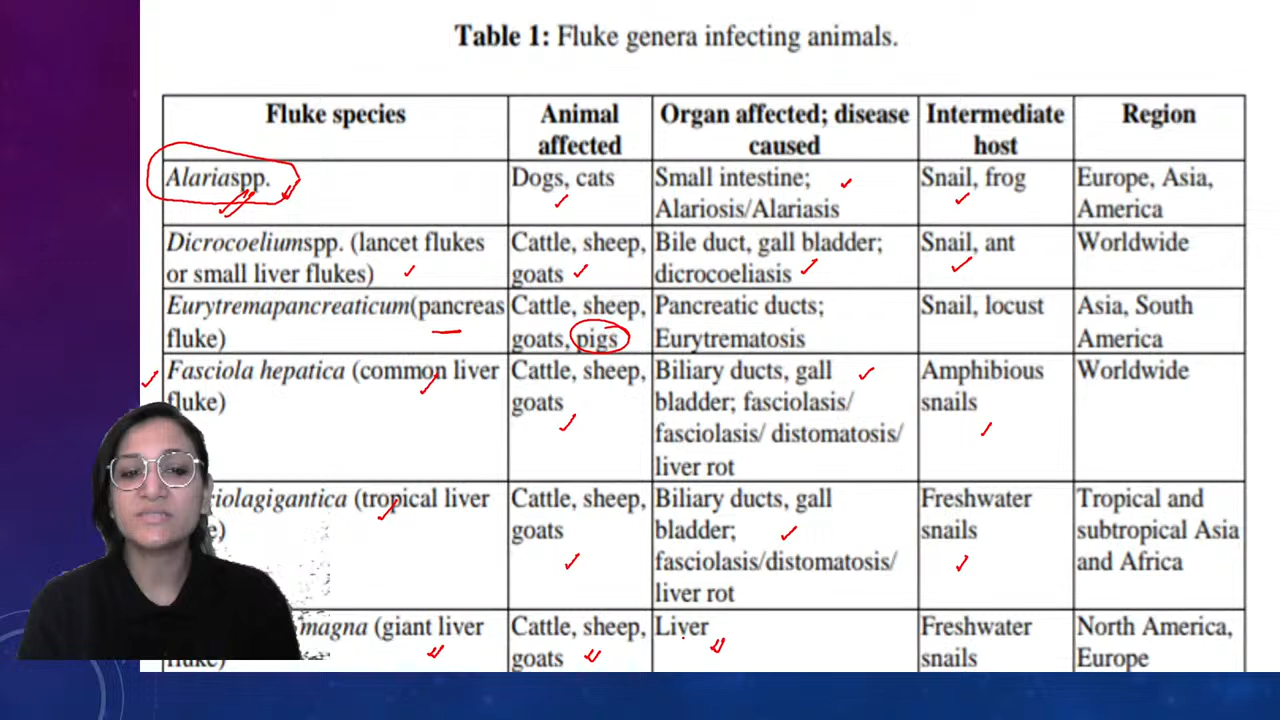 Table 1: Fluke genera infecting animals.
Fluke species
Animal
affected
Organ affected; disease
caused
Intermediate
host
Region
Alariaspp.
Dogs, cats
Small intestine;
Alariosis/Alariasis
Snail, frog
Europe, Asia,
America
Dicrocoeliumspp. (lancet flukes
or small liver flukes)
Cattle, sheep,
goats
Bile duct, gall bladder;
dicrocoeliasis
Snail, ant
Worldwide
Eurytremapancreaticum(pancreas
fluke)
Cattle, sheep,
goats, pigs
Pancreatic ducts;
Eurytrematosis
Snail, locust
Asia, South
America
Fasciola hepatica (common liver
fluke)
Cattle, sheep,
goats
Biliary ducts, gall
bladder; fasciolasis/
fasciolasis/ distomatosis/
liver rot
Amphibious
snails
Worldwide
(tropical liver
Cattle, sheep,
goats
Biliary ducts, gall
bladder;
fasciolasis/distomatosis/
liver rot
Freshwater
snails
Tropical and
subtropical Asia
and Africa
magna (giant liver
fluke)
Cattle, sheep,
goats
Liver
Freshwater
snails
North America,
Europe